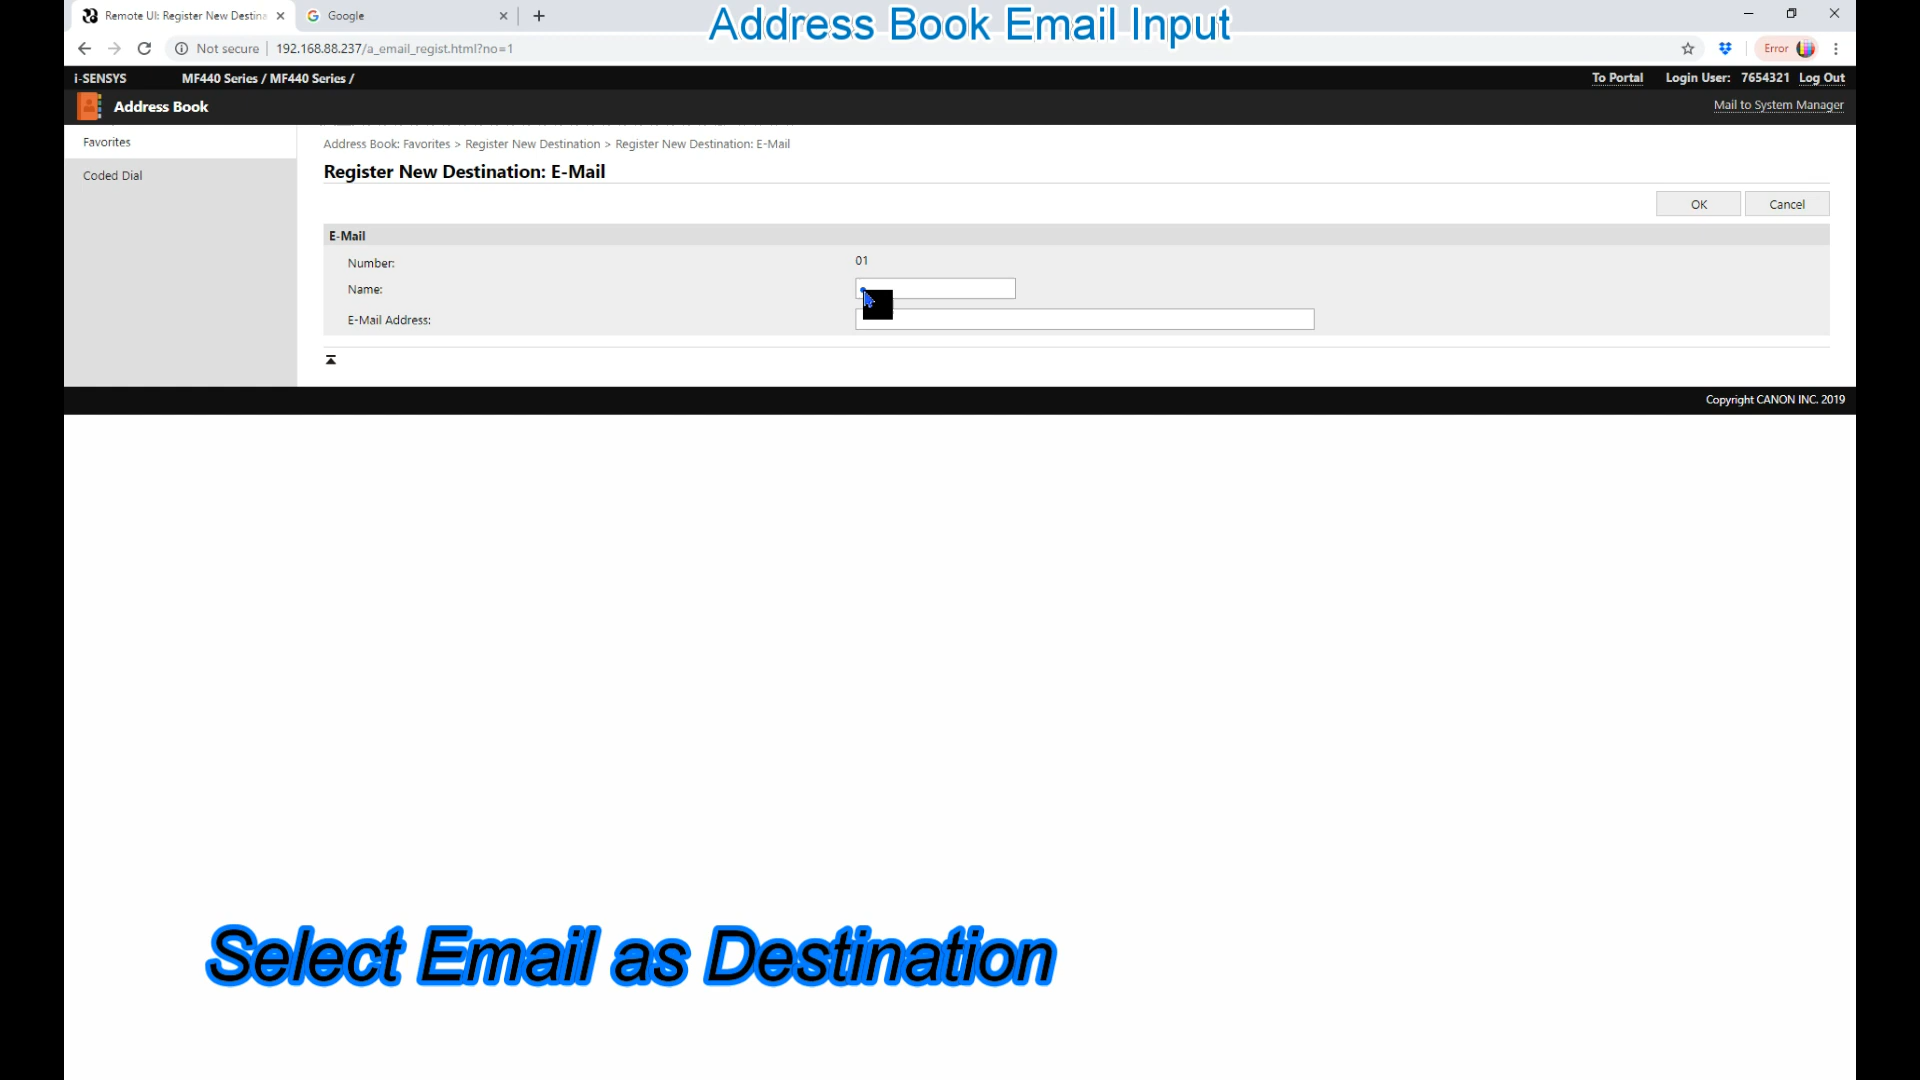 Remote UI: Register New Destina
Google
Address Book Email Input
Not secure
192.168.88.237/a_email_regist.html?no=1
Error
i-SENSYS
MF440 Series / MF440 Series /
To Portal
Login User: 7654321
Log Out
Address Book
Mail to System Manager
Favorites
Coded Dial
Address Book: Favorites > Register New Destination > Register New Destination: E-Mail
Register New Destination: E-Mail
OK
Cancel
E-Mail
Number:
01
Name:
E-Mail Address:
Copyright CANON INC. 2019
Select Email as Destination